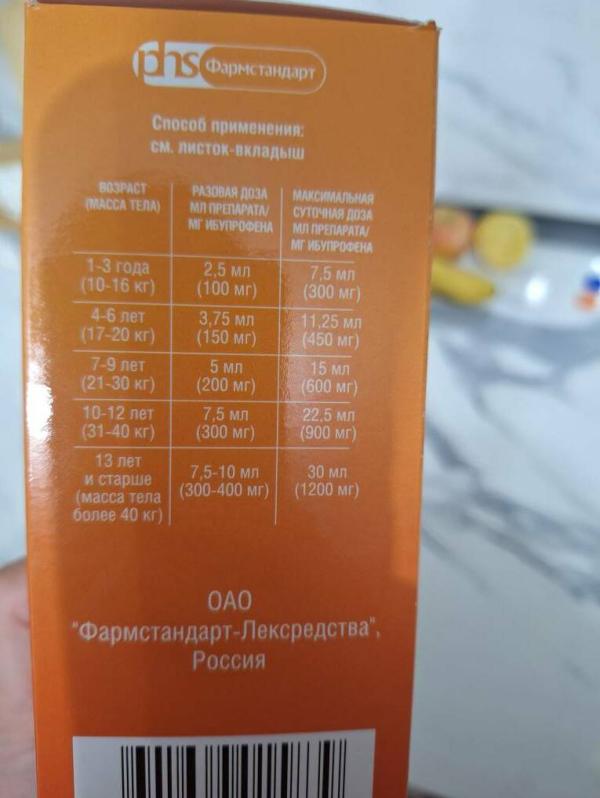 phs Фармстандарт
Способ применения:
см. листок-вкладыш
ВОЗРАСТ
(МАССА ТЕЛА)
РАЗОВАЯ ДОЗА
МЛ ПРЕПАРАТА/
МГ ИБУПРОФЕНА
МАКСИМАЛЬНАЯ
СУТОЧНАЯ ДОЗА
МЛ ПРЕПАРАТА/
МГ ИБУПРОФЕНА
1-3 года
(10-16 кг)
2,5 мл
(100 мг)
7,5 мл
(300 мг)
4-6 лет
(17-20 кг)
3,75 мл
(150 мг)
11,25 мл
(450 мг)
7-9 лет
(21-30 кг)
5 мл
(200 мг)
15 мл
(600 мг)
10-12 лет
(31-40 кг)
7,5 мл
(300 мг)
22,5 мл
(900 мг)
13 лет
и старше
(масса тела
более 40 кг)
7,5-10 мл
(300-400 мг)
30 мл
(1200 мг)
ОАО
"Фармстандарт-Лексредства",
Россия